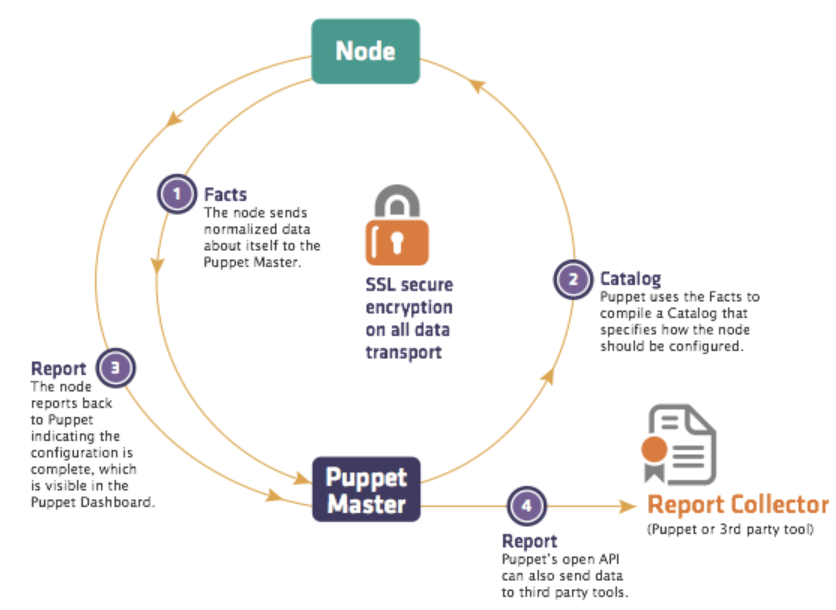 Node
1
Facts
The node sends
normalized data
about itself to the
Puppet Master.
SSL secure
encryption
on all data
transport
2
Catalog
Puppet uses the Facts to
compile a Catalog that
specifies how the node
should be configured.
3
Report
The node
reports back
to Puppet
indicating the
configuration is
complete, which
is visible in the
Puppet Dashboard.
Puppet
Master
4
Report
Puppet's open API
can also send data
to third party tools.
Report Collector
(Puppet or 3rd party tool)